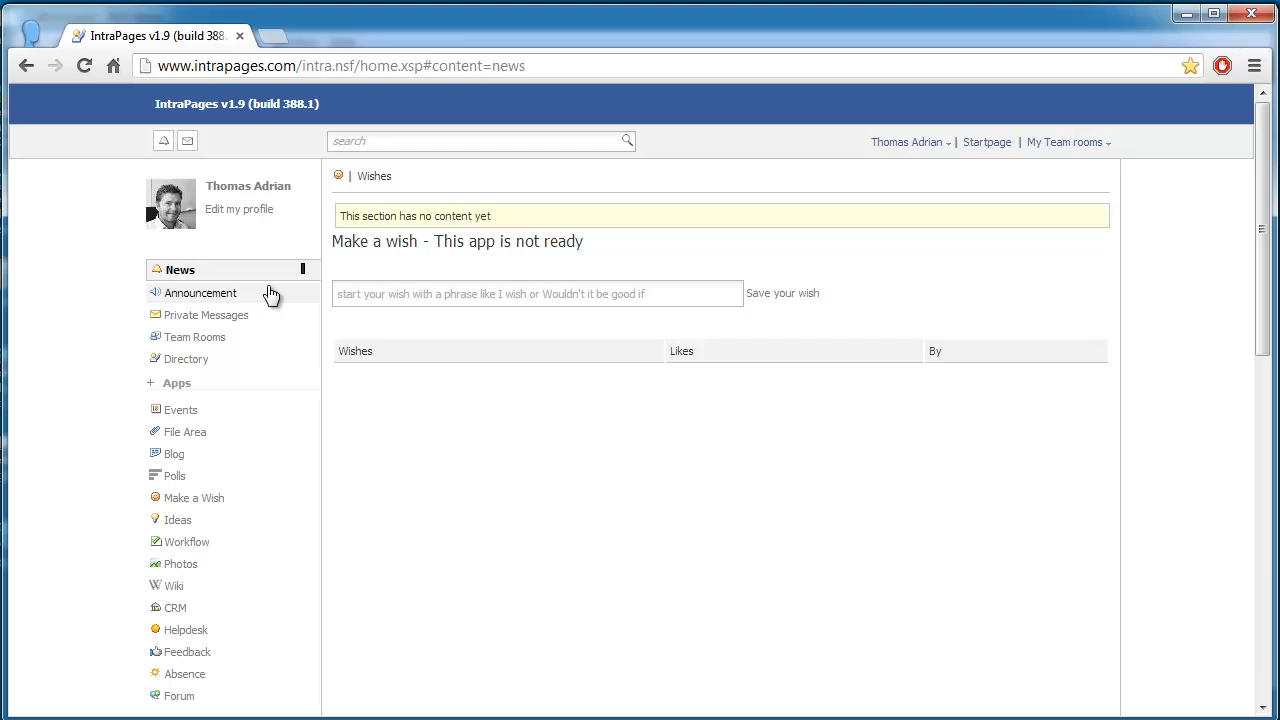 IntraPages v1.9 (build 388.
www.intrapages.com/intra.nsf/home.xsp#content=news
IntraPages v1.9 (build 388.1)
search
Thomas Adrian | Startpage | My Team rooms
Thomas Adrian
Edit my profile
| Wishes
This section has no content yet
Make a wish - This app is not ready
start your wish with a phrase like I wish or Wouldn't it be good if
Save your wish
Wishes Likes By
News
Announcement
Private Messages
Team Rooms
Directory
+ Apps
Events
File Area
Blog
Polls
Make a Wish
Ideas
Workflow
Photos
Wiki
CRM
Helpdesk
Feedback
Absence
Forum